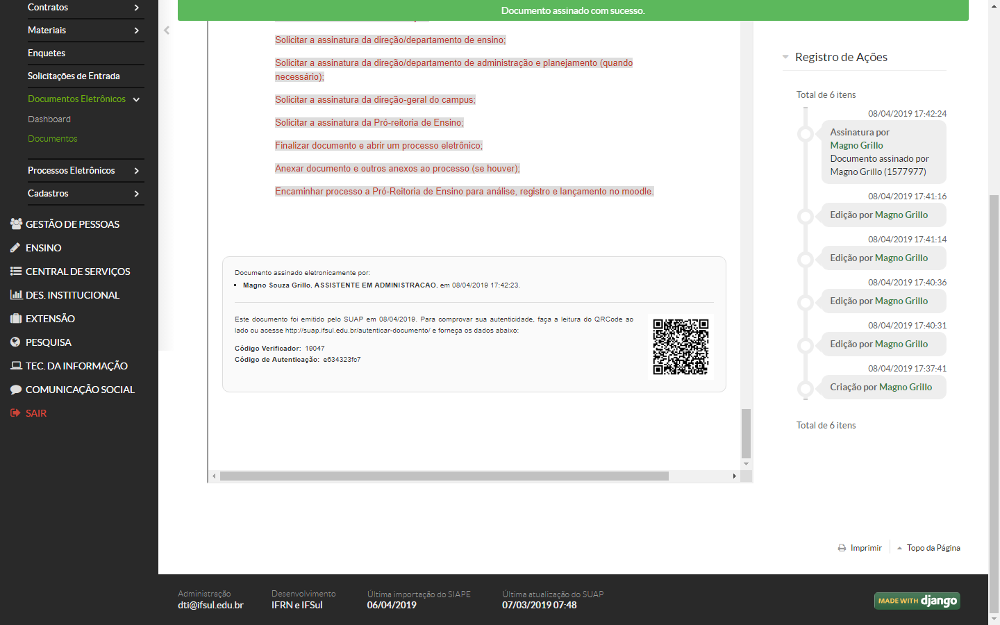 Documento assinado com sucesso.
Contratos
Materiais
Enquetes
Solicitações de Entrada
Documentos Eletrônicos
Dashboard
Documentos
Processos Eletrônicos
Cadastros
GESTÃO DE PESSOAS
ENSINO
CENTRAL DE SERVIÇOS
DES. INSTITUCIONAL
EXTENSÃO
PESQUISA
TEC. DA INFORMAÇÃO
COMUNICAÇÃO SOCIAL
SAIR
Solicitar a assinatura da direção/departamento de ensino;
Solicitar a assinatura da direção/departamento de administração e planejamento (quando
necessário);
Solicitar a assinatura da direção-geral do campus;
Solicitar a assinatura da Pró-reitoria de Ensino;
Finalizar documento e abrir um processo eletrônico;
Anexar documento e outros anexos ao processo (se houver);
Encaminhar processo a Pró-Reitoria de Ensino para análise, registro e lançamento no moodle.
Documento assinado eletronicamente por:
Magno Souza Grillo, ASSISTENTE EM ADMINISTRACAO, em 08/04/2019 17:42:23.
Este documento foi emitido pelo SUAP em 08/04/2019. Para comprovar sua autenticidade, faça a leitura do QRCode ao
lado ou acesse http://suap.ifsul.edu.br/autenticar-documento/ e forneça os dados abaixo:
Código Verificador: 19047
Código de Autenticação: e634323fc7
Registro de Ações
Total de 6 itens
08/04/2019 17:42:24
Assinatura por
Magno Grillo
Documento assinado por
Magno Grillo (1577977)
08/04/2019 17:41:16
Edição por Magno Grillo
08/04/2019 17:41:14
Edição por Magno Grillo
08/04/2019 17:40:36
Edição por Magno Grillo
08/04/2019 17:40:31
Edição por Magno Grillo
08/04/2019 17:37:41
Criação por Magno Grillo
Total de 6 itens
Imprimir
Topo da Página
Administração
dti@ifsul.edu.br
Desenvolvimento
IFRN e IFSul
Última importação do SIAPE
06/04/2019
Última atualização do SUAP
07/03/2019 07:48
MADE WITH django